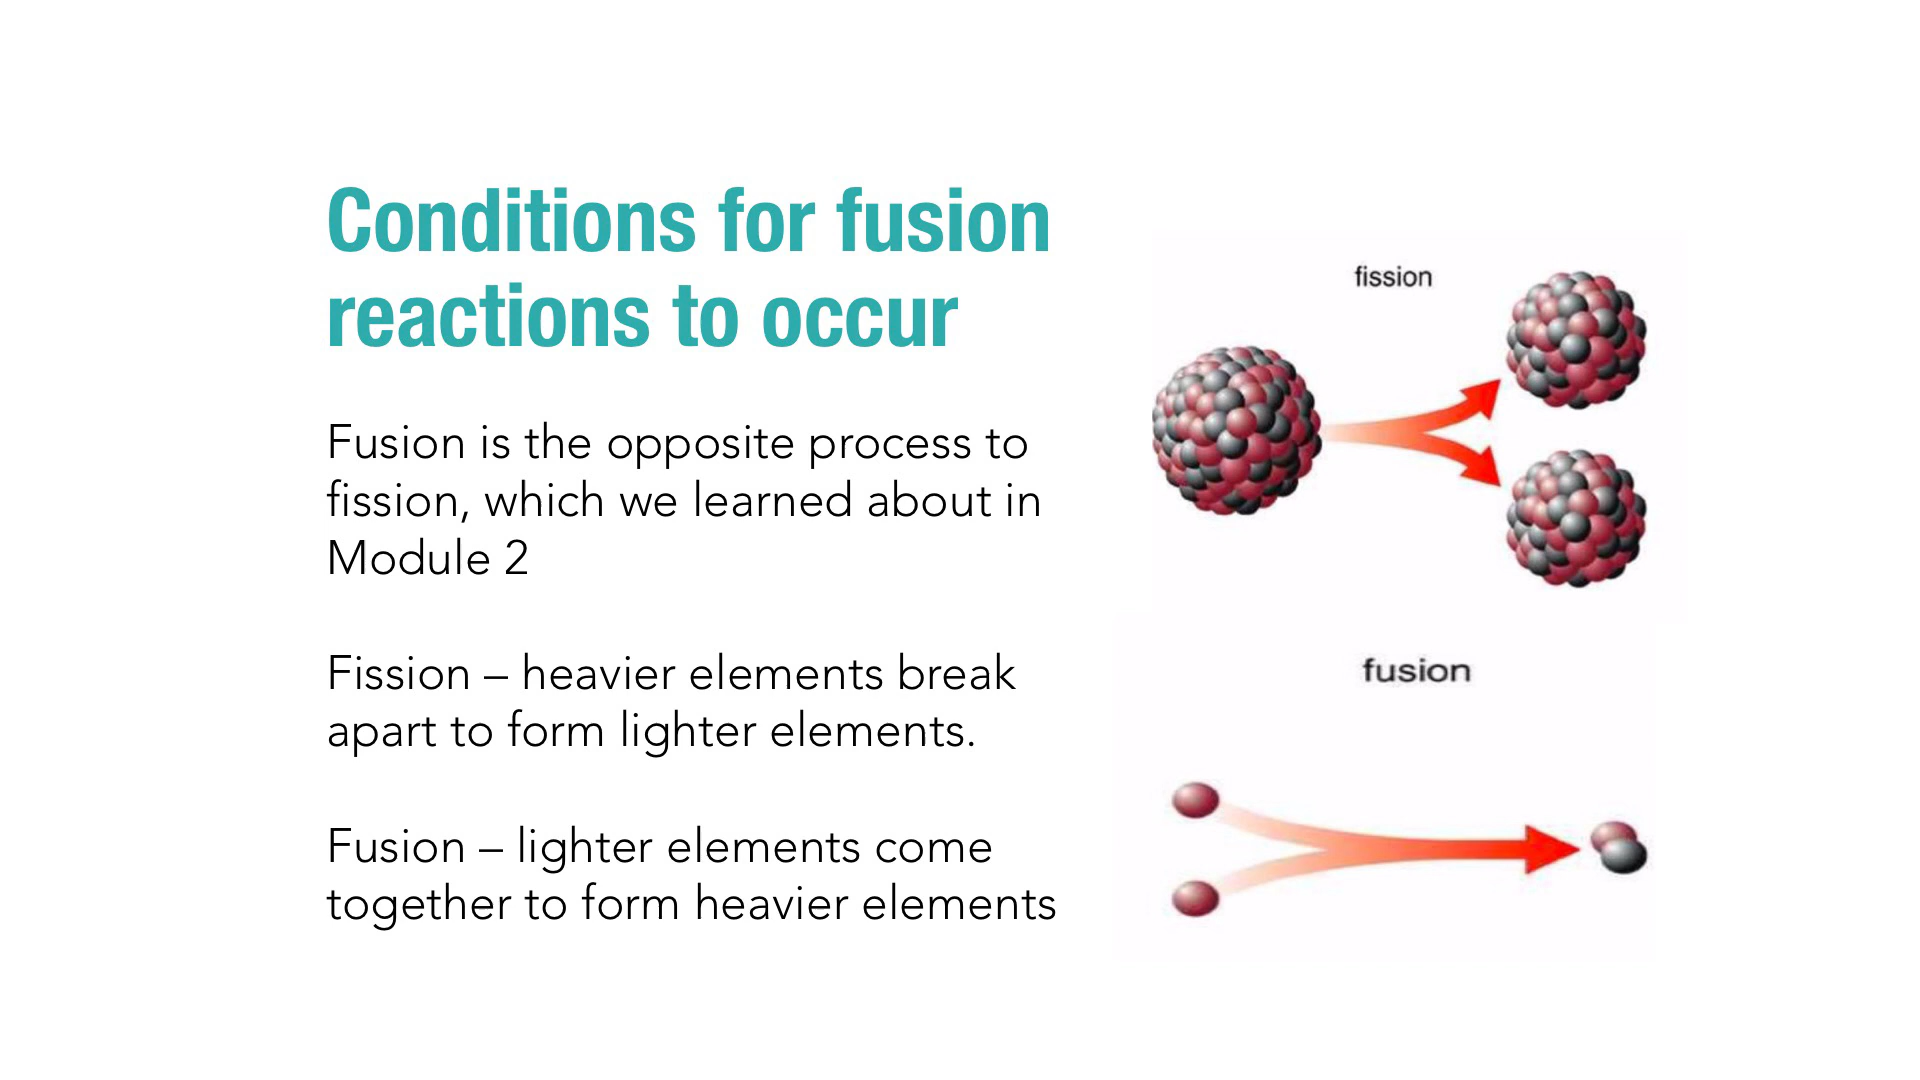 Conditions for fusion
reactions to occur
Fusion is the opposite process to
fission, which we learned about in
Module 2
Fission – heavier elements break
apart to form lighter elements.
Fusion – lighter elements come
together to form heavier elements
fission
fusion